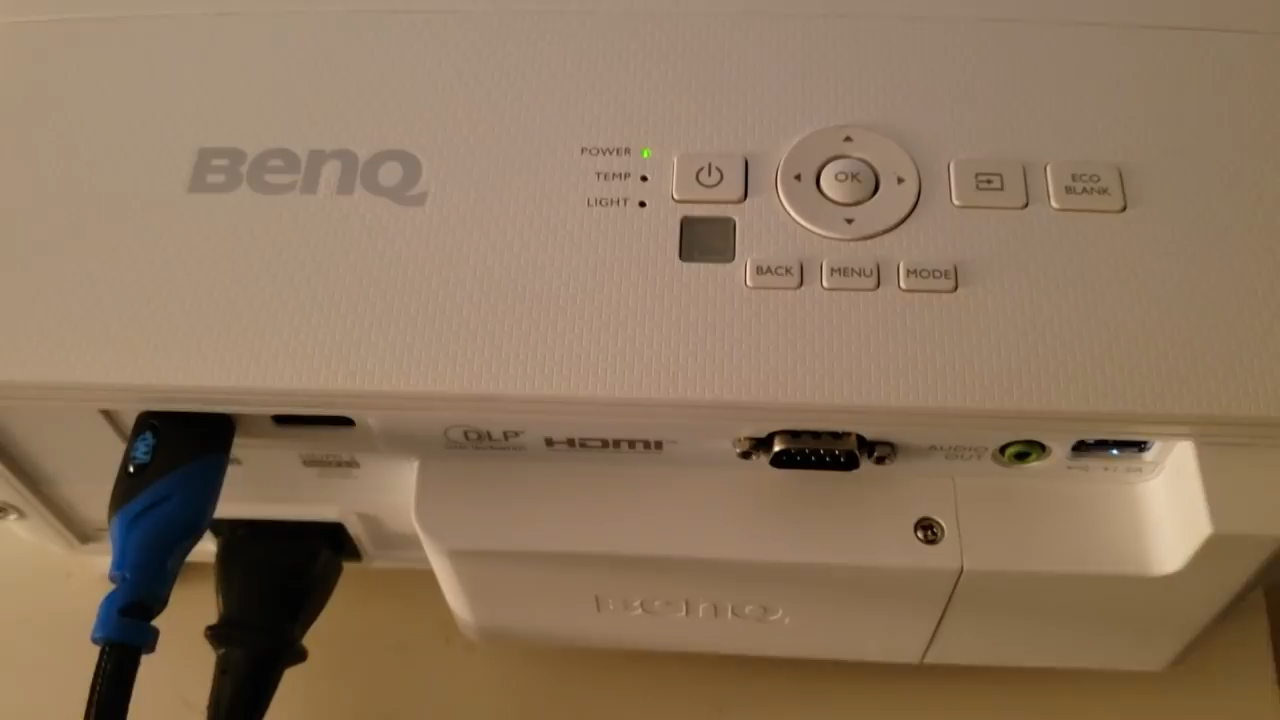 BenQ
POWER
TEMP
LIGHT
OK
ECO
BLANK
BACK
MENU
MODE
DLP
HDMI
AUDIO
OUT
BenQ